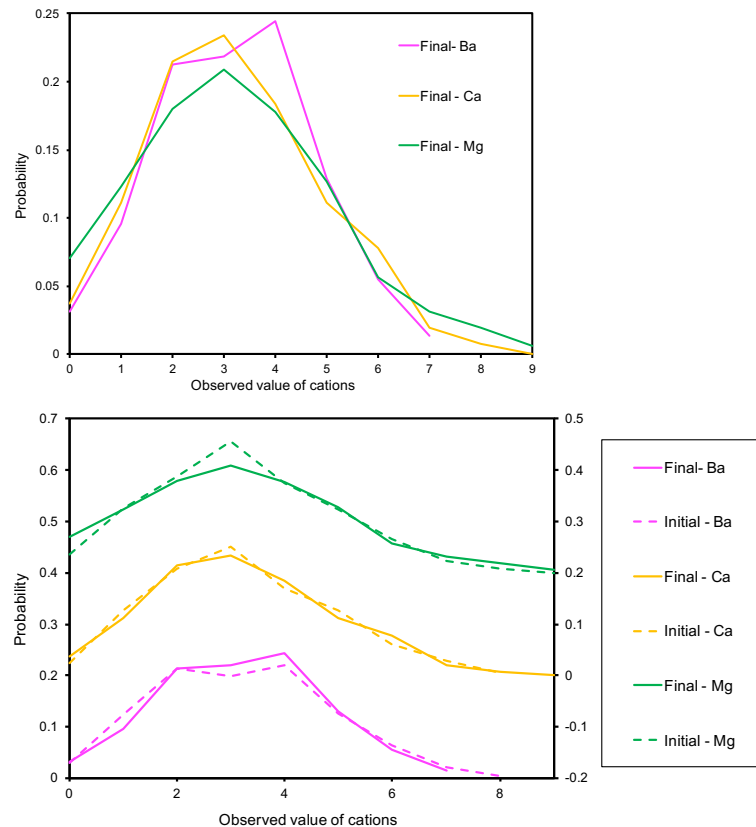 0.25
0.2
0.15
0.1
0.05
0
Probability
Final- Ba
Final - Ca
Final - Mg
0 1 2 3 4 5 6 7 8 9
Observed value of cations
0.7
0.6
0.5
0.4
0.3
0.2
0.1
0
Probability
0.5
0.4
0.3
0.2
0.1
0
-0.1
-0.2
0 2 4 6 8
Observed value of cations
Final- Ba
Initial - Ba
Final - Ca
Initial - Ca
Final - Mg
Initial - Mg